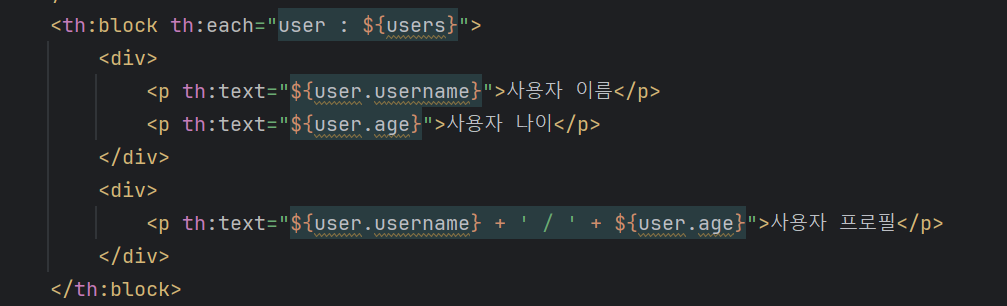 <th:block th:each="user : ${users}">
<div>
<p th:text="${user.username}">사용자 이름</p>
<p th:text="${user.age}">사용자 나이</p>
</div>
<div>
<p th:text="${user.username} + ' / ' + ${user.age}">사용자 프로필</p>
</div>
</th:block>